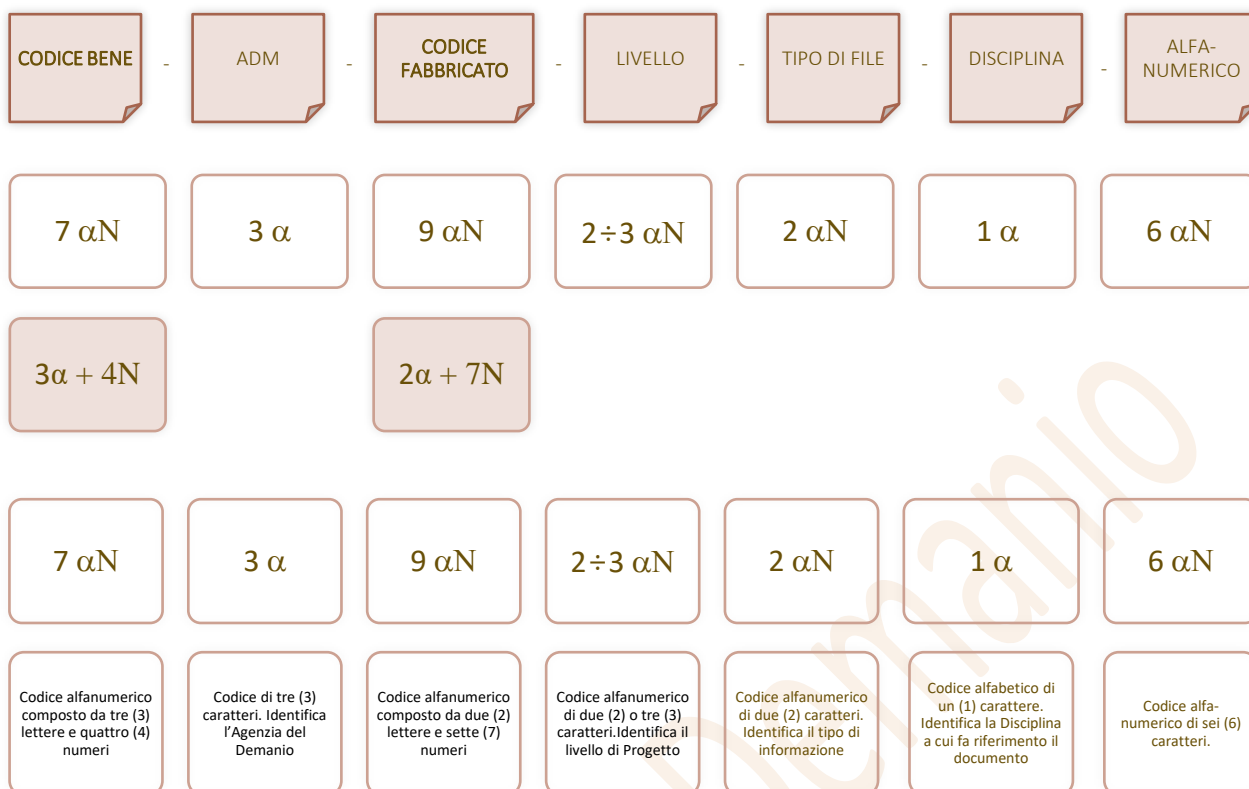 CODICE BENE - ADM - CODICE FABBRICATO - LIVELLO - TIPO DI FILE - DISCIPLINA - ALFA-NUMERICO
7 αN
3 α
9 αN
2÷3 αN
2 αN
1 α
6 αN
3α + 4N
2α + 7N
7 αN
3 α
9 αN
2÷3 αN
2 αN
1 α
6 αN
Codice alfanumerico
composto da tre (3)
lettere e quattro (4)
numeri
Codice di tre (3)
caratteri. Identifica
l’Agenzia del
Demanio
Codice alfanumerico
composto da due (2)
lettere e sette (7)
numeri
Codice alfanumerico
di due (2) o tre (3)
caratteri.Identifica il
livello di Progetto
Codice alfanumerico
di due (2) caratteri.
Identifica il tipo di
informazione
Codice alfabetico di
un (1) carattere.
Identifica la Disciplina
a cui fa riferimento il
documento
Codice alfa-
numerico di sei (6)
caratteri.
Demanio